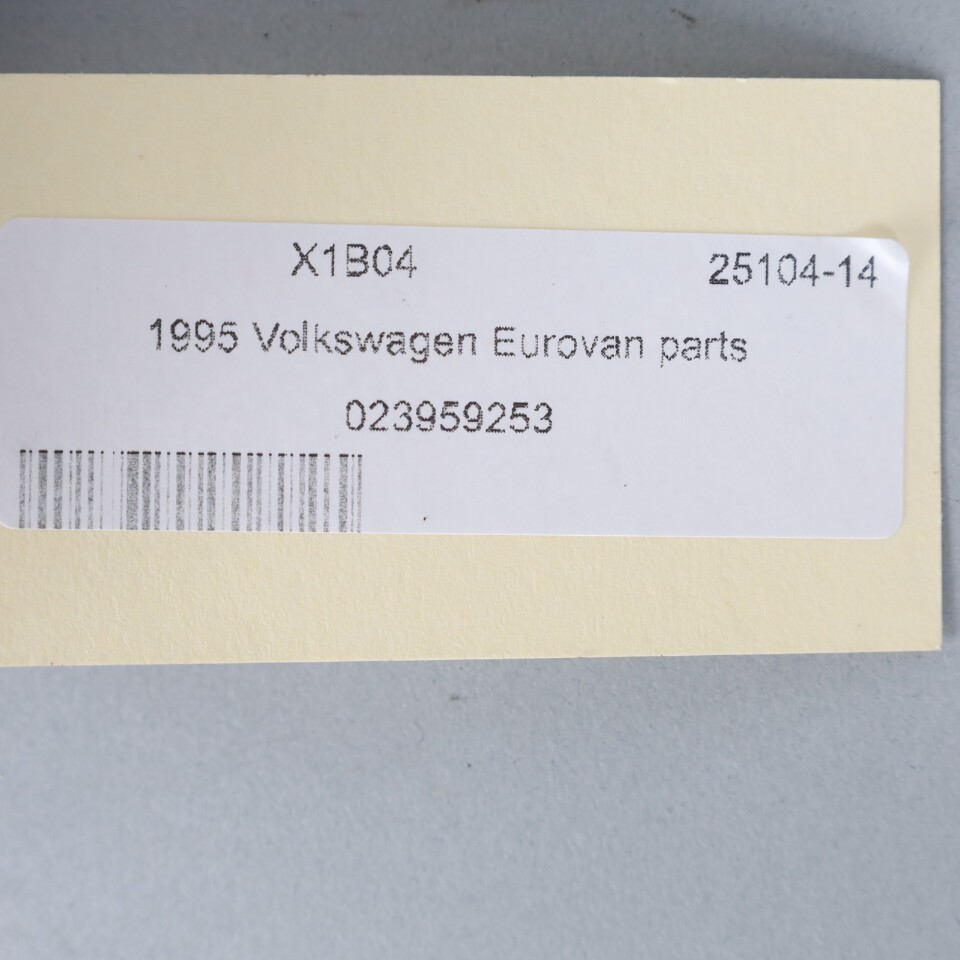 X1B04 25104-14
1995 Volkswagen Eurovan parts
023959253